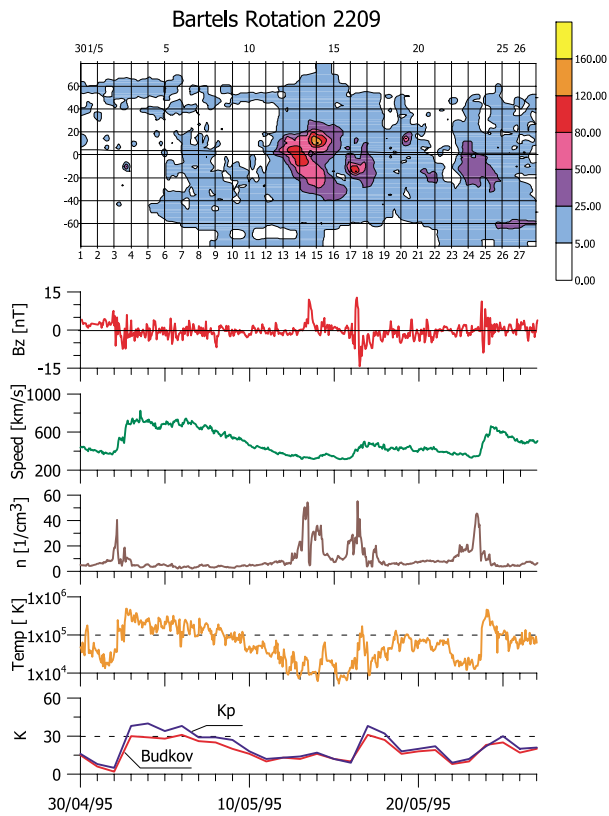 Bartels Rotation 2209
30 1/5 5 10 15 20 25 26
60
40
20
0
-20
-40
-60
1 2 3 4 5 6 7 8 9 10 11 12 13 14 15 16 17 18 19 20 21 22 23 24 25 26 27
160.00
120.00
80.00
50.00
25.00
5.00
0.00
Bz [nT]
15
0
-15
Speed [km/s]
1000
600
200
n [1/cm³]
60
40
20
0
Temp [ K]
1x10⁶
1x10⁵
1x10⁴
K
60
30
0
Kp
Budkov
30/04/95 10/05/95 20/05/95